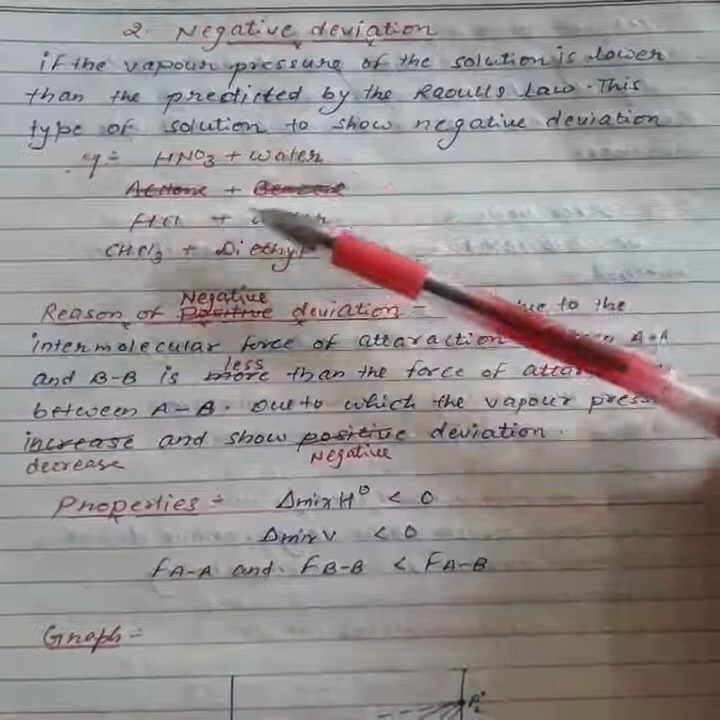 2. Negative deviation
if the vapour pressure of the solution is lower
than the predicted by the Raoults law. This
type of solution to show negative deviation
eg = HNO3 + water
Acetone + Benzene
HCl +
CHCl3 + Diethyl
Negative
Reason of positive deviation = to the
intermolecular force of attaraction A-A
less
and B-B is more than the force of
between A-B. Due to which the vapour
increase and show positive deviation.
decrease Negative
Properties = ΔmixH° < 0
ΔmixV < 0
FA-A and. FB-B < FA-B
Graph -
P2°